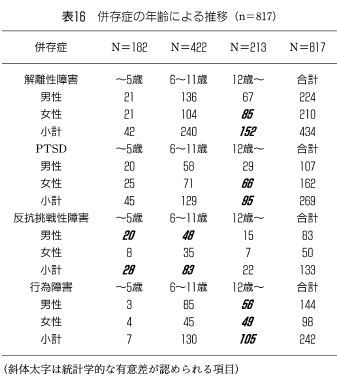 表16　併存症の年齢による推移（n=817）
併存症　N=182　N=422　N=213　N=817
解離性障害　〜5歳　6〜11歳　12歳〜　合計
男性　21　136　67　224
女性　21　104　85　210
小計　42　240　152　434
PTSD　〜5歳　6〜11歳　12歳〜　合計
男性　20　58　29　107
女性　25　71　66　162
小計　45　129　95　269
反抗挑戦性障害　〜5歳　6〜11歳　12歳〜　合計
男性　20　48　15　83
女性　8　35　7　50
小計　28　83　22　133
行為障害　〜5歳　6〜11歳　12歳〜　合計
男性　3　85　56　144
女性　4　45　49　98
小計　7　130　105　242
（斜体太字は統計学的な有意差が認められる項目）